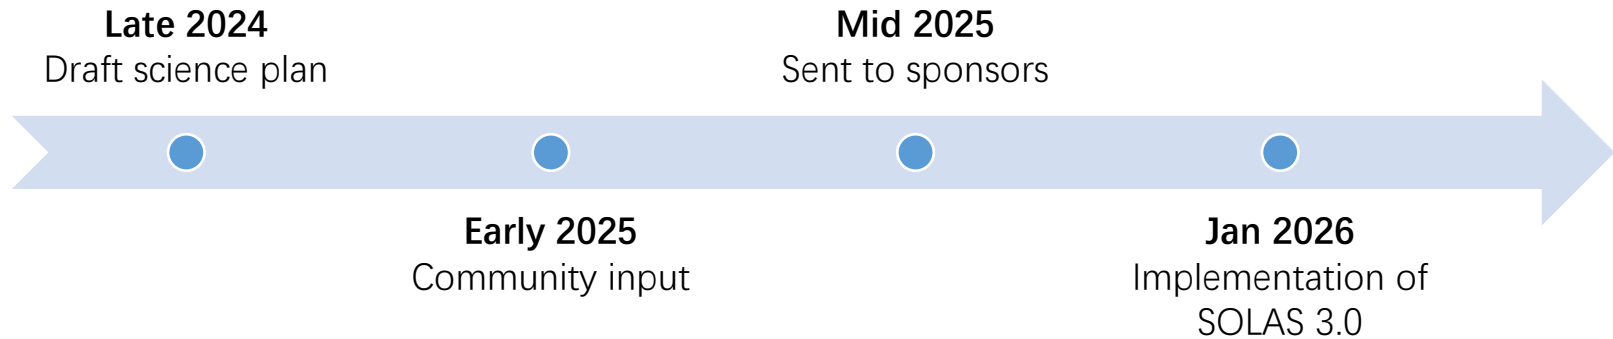 Late 2024
Draft science plan
Early 2025
Community input
Mid 2025
Sent to sponsors
Jan 2026
Implementation of
SOLAS 3.0